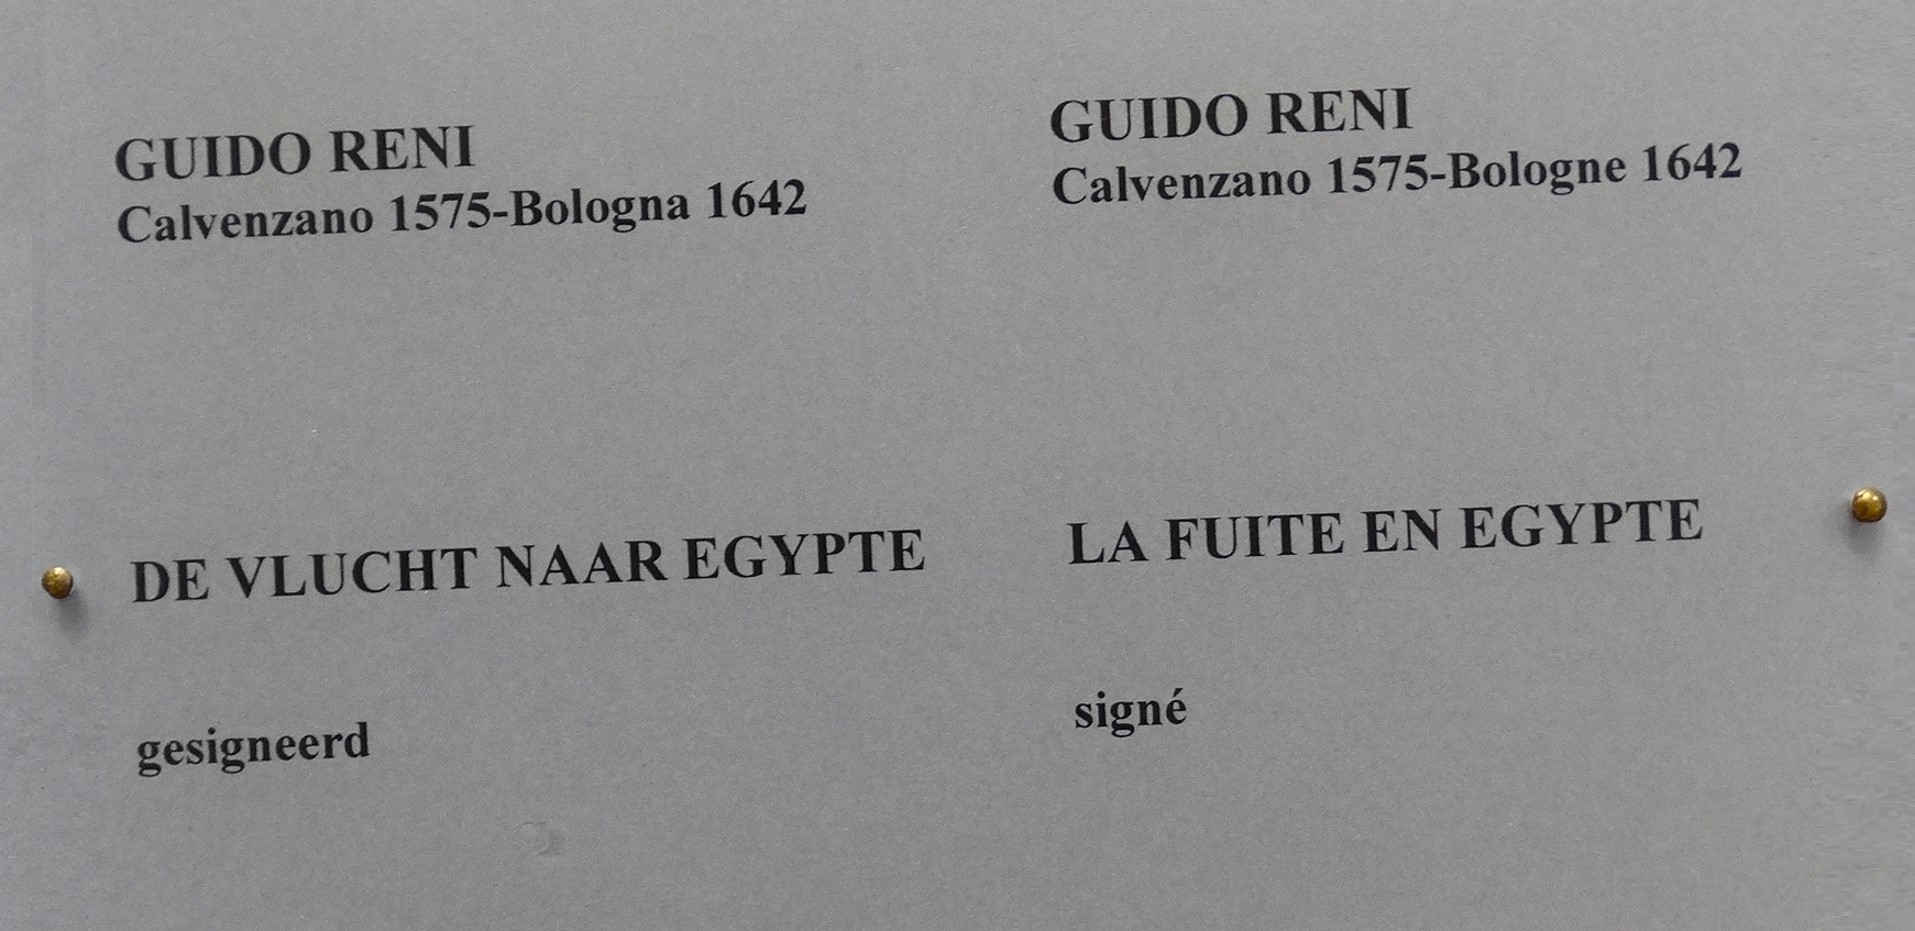 GUIDO RENI
Calvenzano 1575-Bologna 1642
DE VLUCHT NAAR EGYPTE
gesigneerd
GUIDO RENI
Calvenzano 1575-Bologne 1642
LA FUITE EN EGYPTE
signé